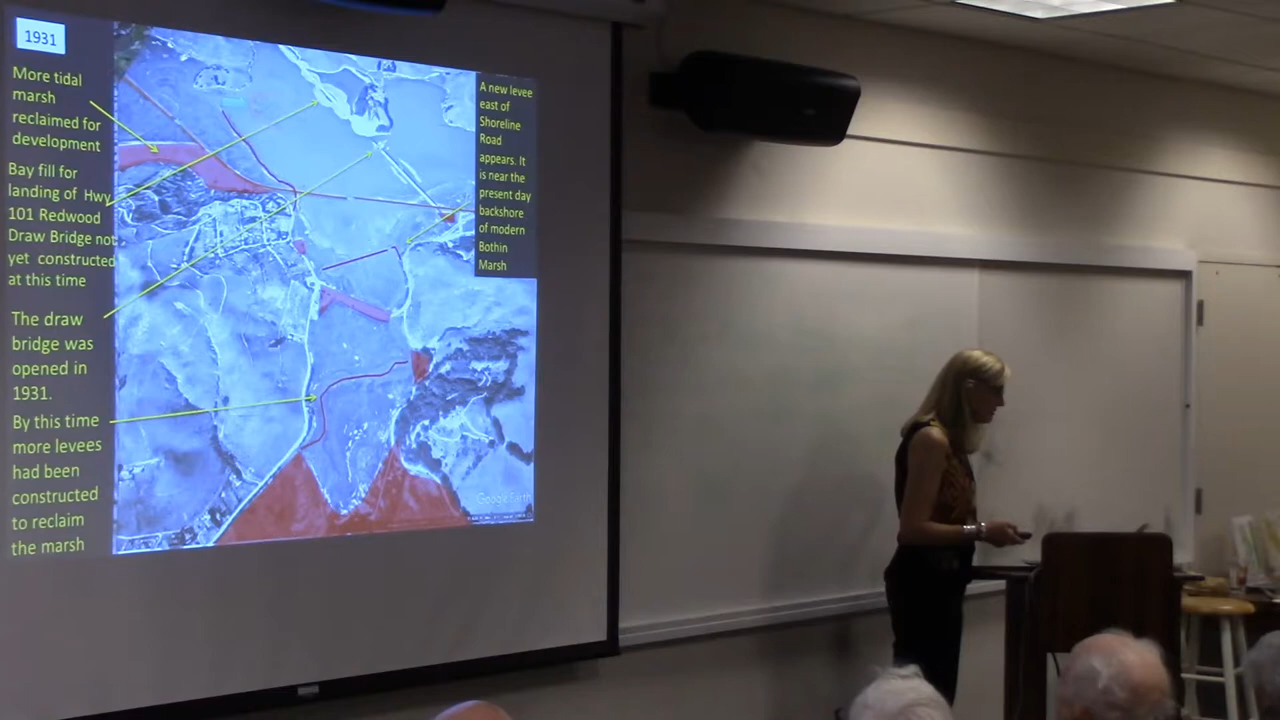 1931
More tidal
marsh
reclaimed for
development
Bay fill for
landing of Hwy
101 Redwood
Draw Bridge not
yet constructed
at this time
The draw
bridge was
opened in
1931.
By this time
more levees
had been
constructed
to reclaim
the marsh
A new levee
east of
Shoreline
Road
appears. It
is near the
present day
backshore
of modern
Bothin
Marsh
Google Earth